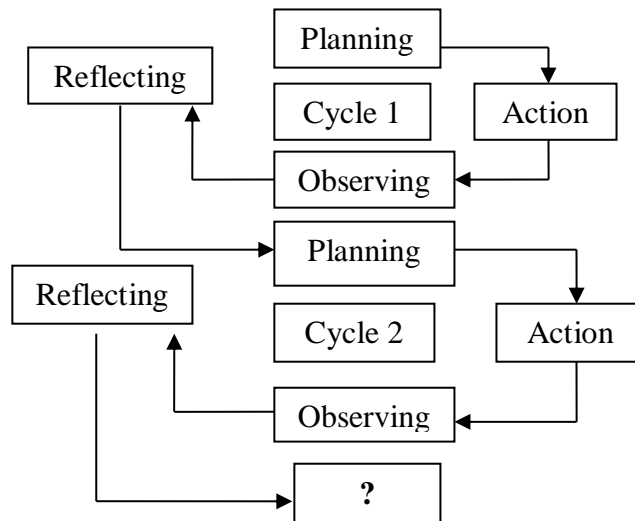 Planning
Reflecting
Cycle 1
Action
Observing
Planning
Reflecting
Cycle 2
Action
Observing
?